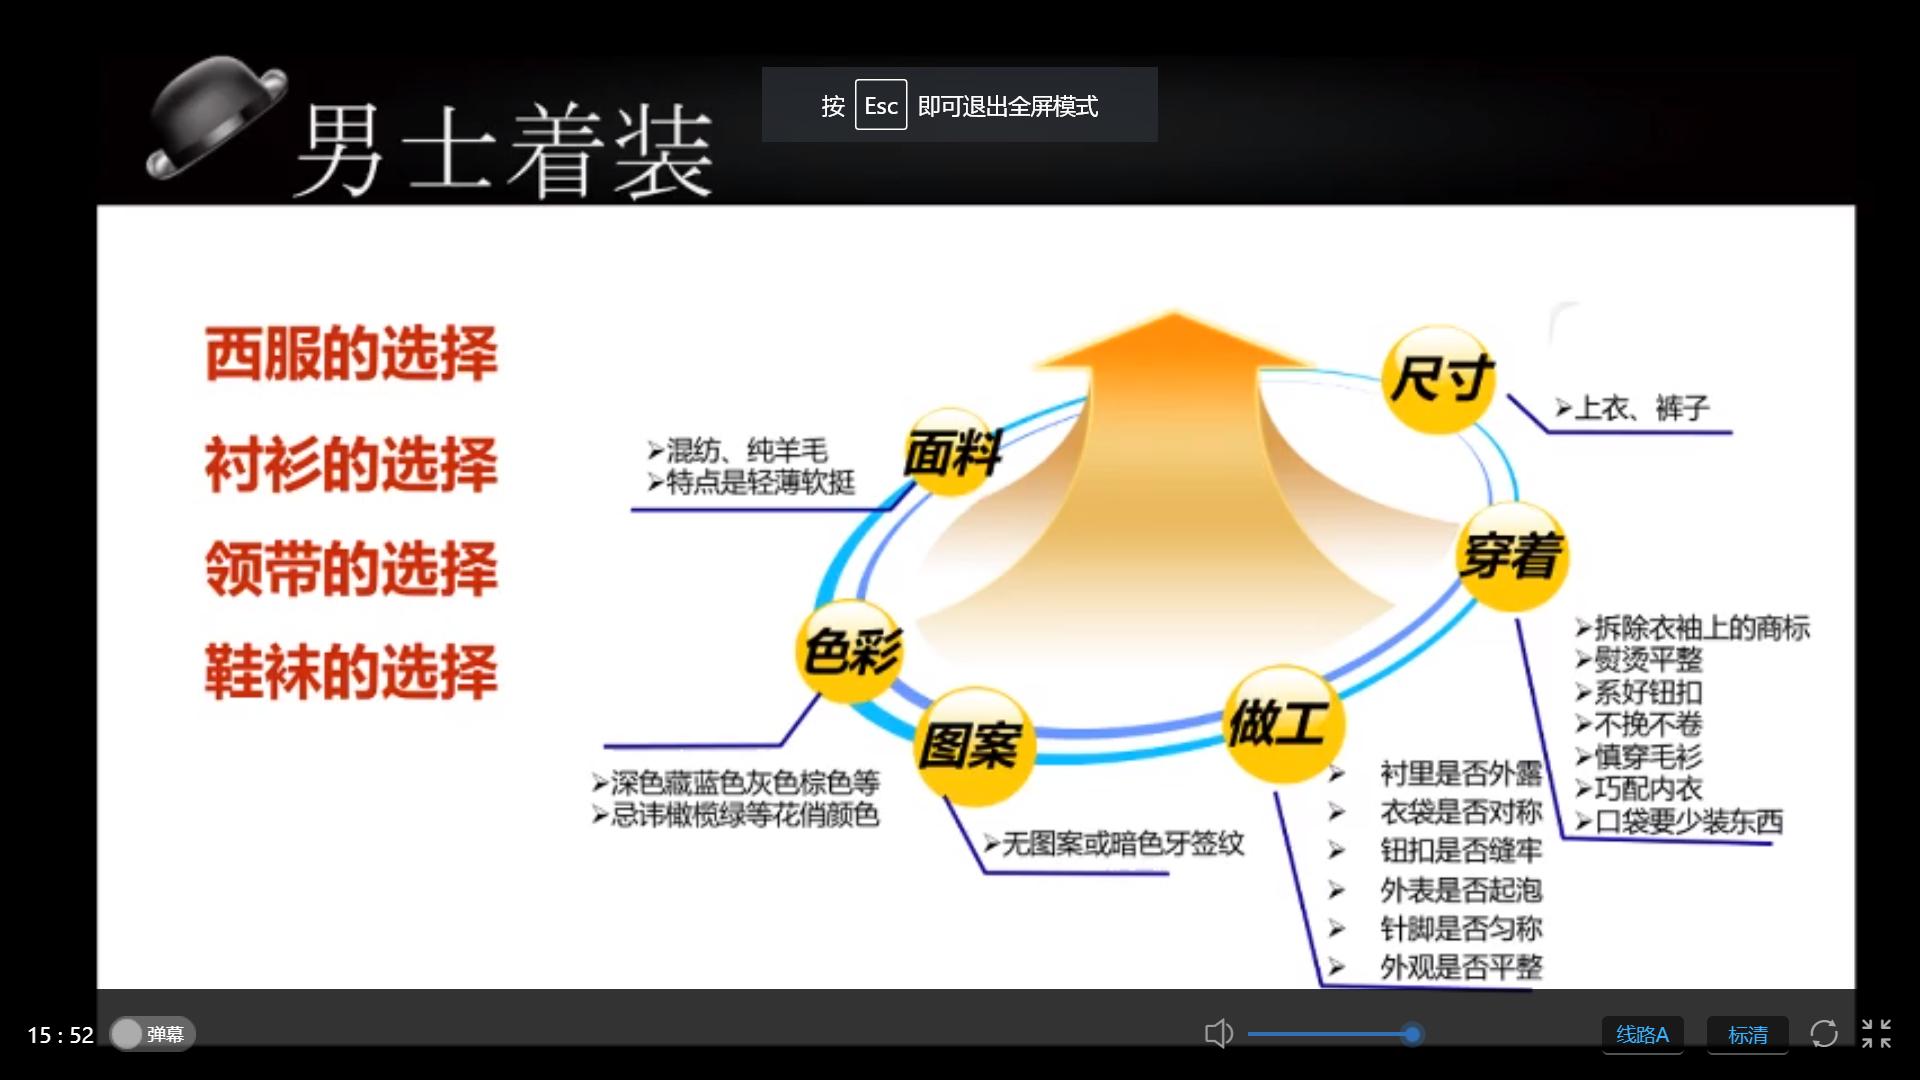 按 Esc 即可退出全屏模式
男士着装
西服的选择
衬衫的选择
领带的选择
鞋袜的选择
尺寸
➢上衣、裤子
面料
➢混纺、纯羊毛
➢特点是轻薄软挺
穿着
➢拆除衣袖上的商标
➢熨烫平整
➢系好钮扣
➢不挽不卷
➢慎穿毛衫
➢巧配内衣
➢口袋要少装东西
色彩
➢深色藏蓝色灰色棕色等
➢忌讳橄榄绿等花俏颜色
图案
➢无图案或暗色牙签纹
做工
➢ 衬里是否外露
➢ 衣袋是否对称
➢ 钮扣是否缝牢
➢ 外表是否起泡
➢ 针脚是否匀称
➢ 外观是否平整
15 : 52 弹幕 线路A 标清